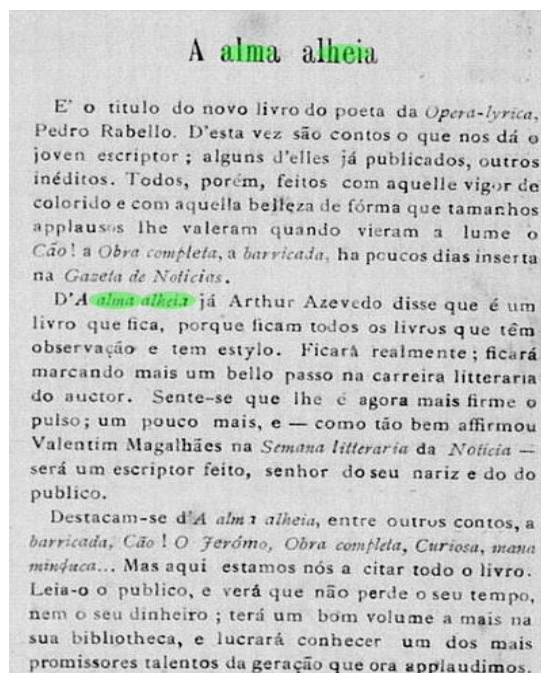 A alma alheia
E' o titulo do novo livro do poeta da Opera-lyrica,
Pedro Rabello. D'esta vez são contos o que nos dá o
joven escriptor; alguns d'elles já publicados, outros
inéditos. Todos, porém, feitos com aquelle vigor de
colorido e com aquella belleza de fórma que tamanhos
applausos lhe valeram quando vieram a lume o
Cão! a Obra completa, a barricada, ha poucos dias inserta
na Gazeta de Noticias.
D'A alma alheia já Arthur Azevedo disse que é um
livro que fica, porque ficam todos os livros que têm
observação e tem estylo. Ficará realmente; ficará
marcando mais um bello passo na carreira litteraria
do auctor. Sente-se que lhe é agora mais firme o
pulso; um pouco mais, e — como tão bem affirmou
Valentim Magalhães na Semana litteraria da Noticia —
será um escriptor feito, senhor do seu nariz e do do
publico.
Destacam-se d'A alma alheia, entre outros contos, a
barricada, Cão! O Jerómo, Obra completa, Curiosa, mana
minduca... Mas aqui estamos nós a citar todo o livro.
Leia-o o publico, e verá que não perde o seu tempo,
nem o seu dinheiro; terá um bom volume a mais na
sua bibliotheca, e lucrará conhecer um dos mais
promissores talentos da geração que ora applaudimos.